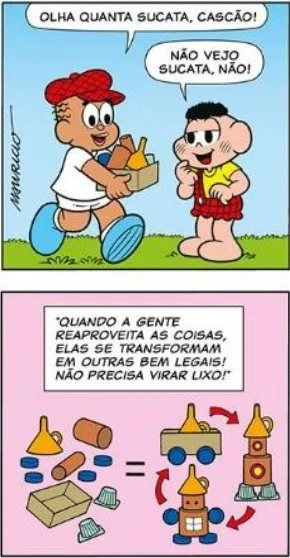 OLHA QUANTA SUCATA, CASCÃO!
NÃO VEJO
SUCATA, NÃO!
MAURICIO
"QUANDO A GENTE
REAPROVEITA AS COISAS,
ELAS SE TRANSFORMAM
EM OUTRAS BEM LEGAIS!
NÃO PRECISA VIRAR LIXO!"
=